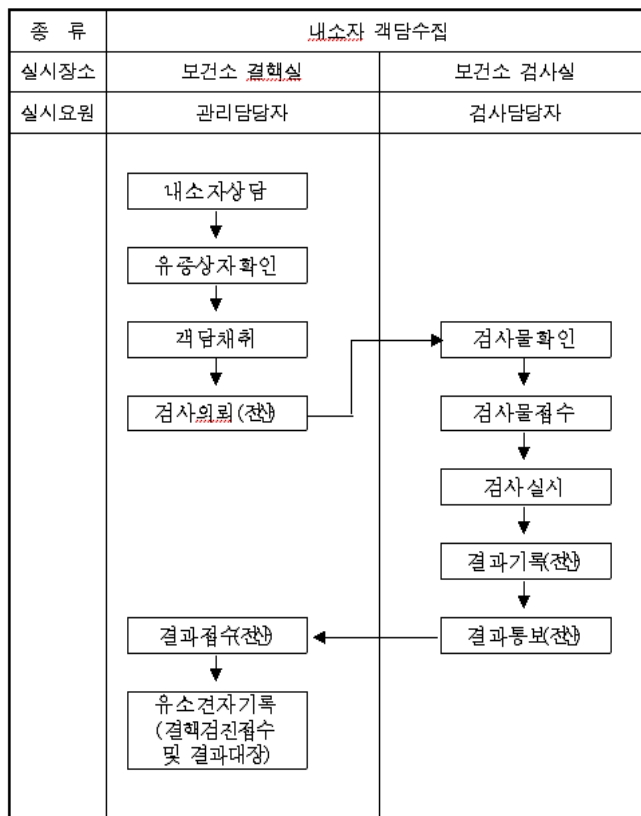 종 류
내소자 객담수집
실시장소
보건소 결핵실
보건소 검사실
실시요원
관리담당자
검사담당자
내소자상담
유증상자확인
객담채취
검사의뢰(전산)
검사물확인
검사물접수
검사실시
결과기록(전산)
결과통보(전산)
결과접수(전산)
유소견자기록
(결핵검진접수
및 결과대장)